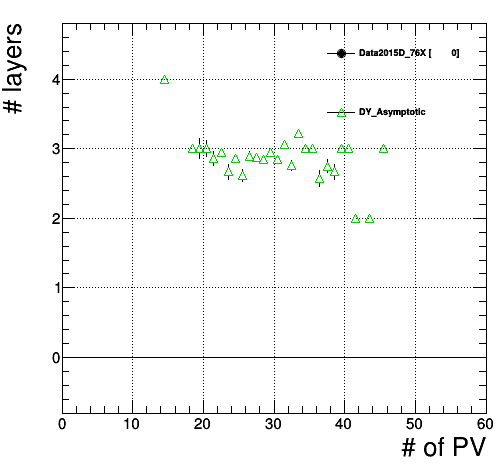 # layers
Data2015D_76X [ 0]
DY_Asymptotic
4
3
2
1
0
0 10 20 30 40 50 60
# of PV